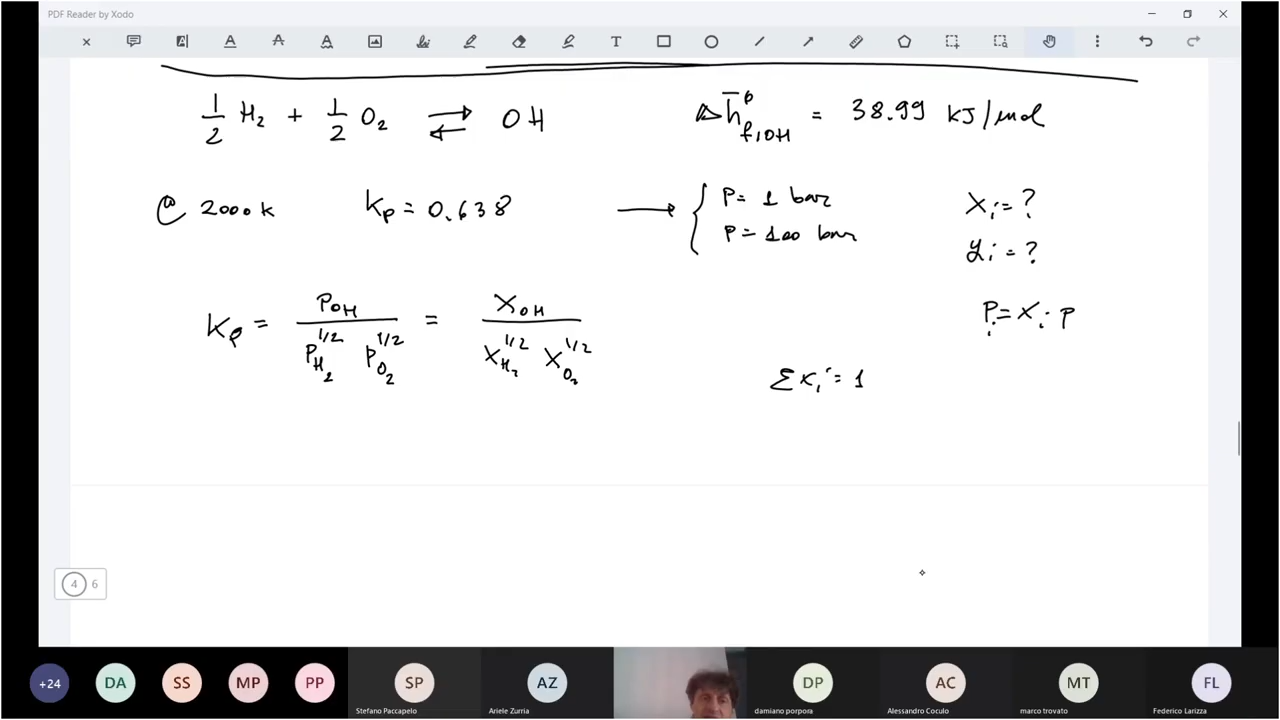 PDF Reader by Xodo
1/2 H₂ + 1/2 O₂ ⇄ OH Δh̄°f,OH = 38.99 kJ/mol
@ 2000 K Kp = 0.638 → { P = 1 bar
P = 100 bar
Xi = ?
yi = ?
Kp = POH / PH₂^1/2 PO₂^1/2 = XOH / XH₂^1/2 XO₂^1/2
Pi = Xi · P
Σxi = 1
4 6
+24 DA SS MP PP SP AZ DP AC MT FL
Stefano Paccapelo Ariele Zurria damiano porpora Alessandro Coculo marco trovato Federico Larizza